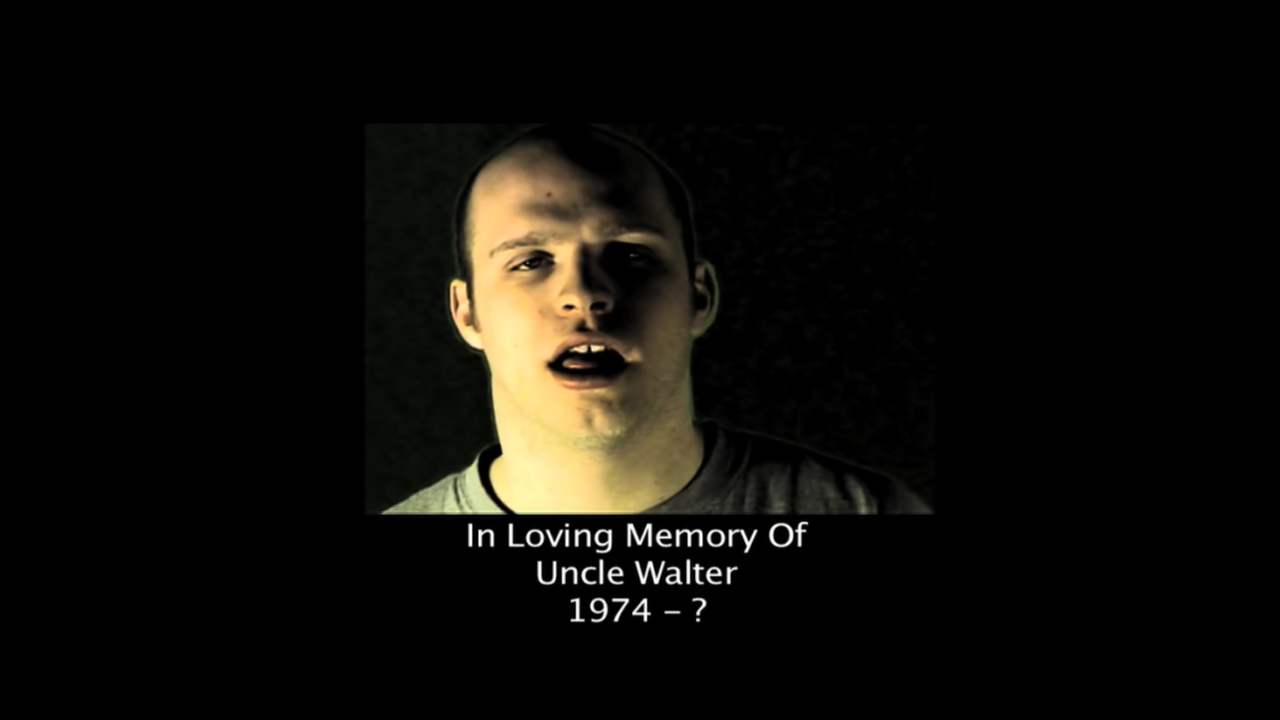 In Loving Memory Of
Uncle Walter
1974 – ?